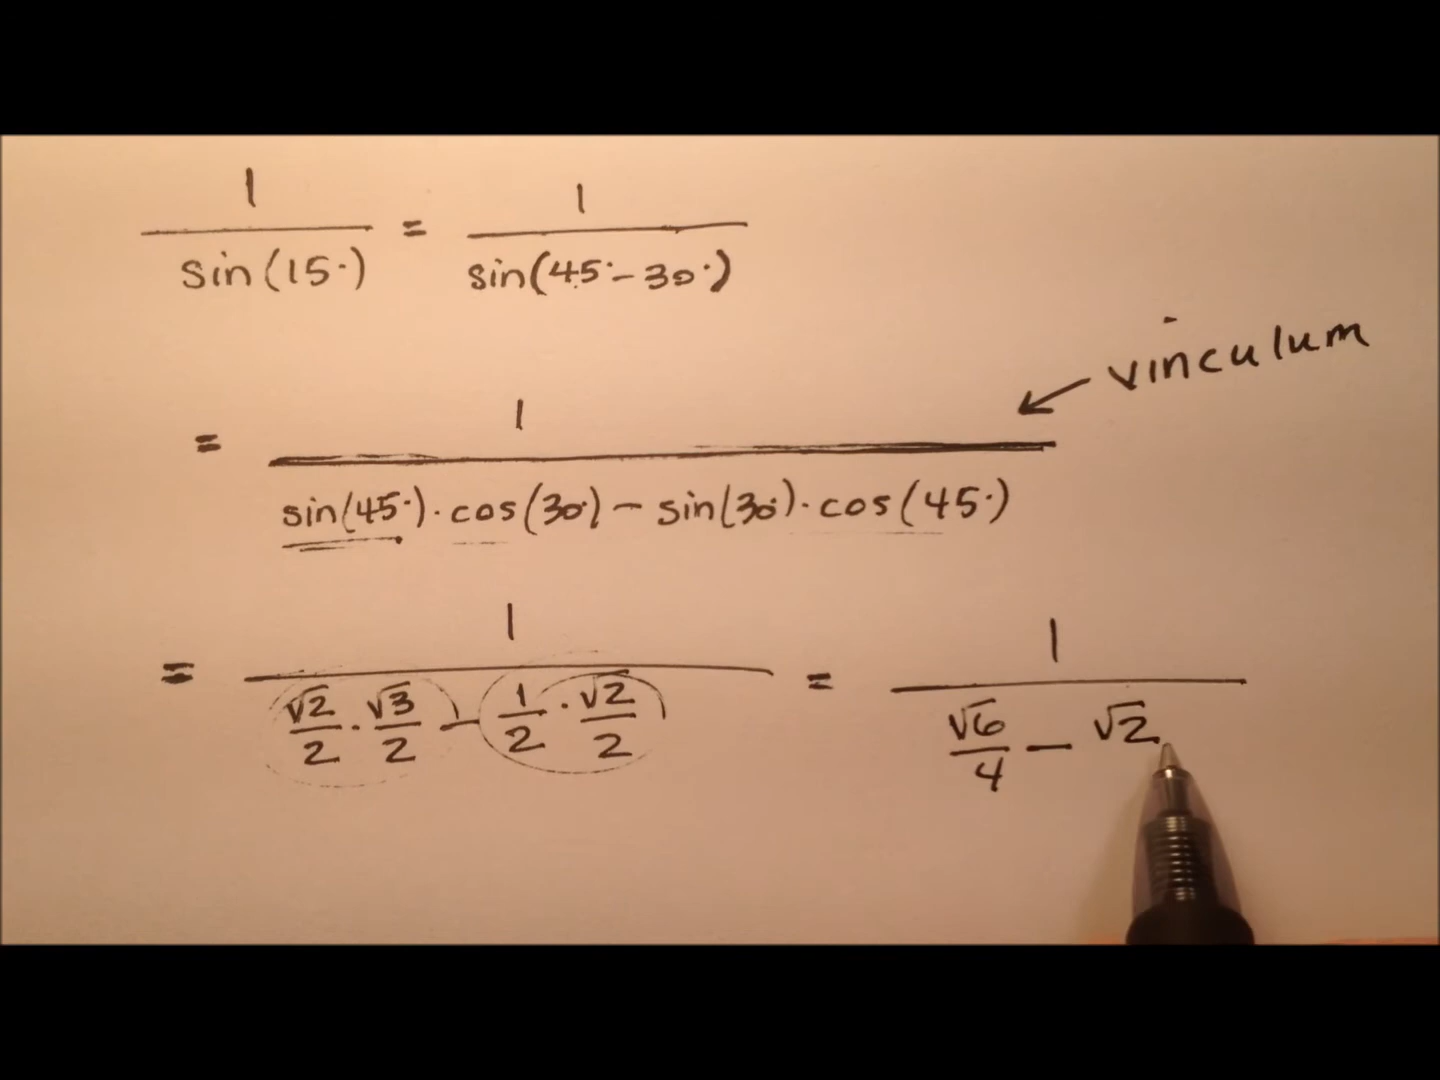 1/sin(15°) = 1/sin(45°-30°)
vinculum
= 1/sin(45°)·cos(30°) - sin(30°)·cos(45°)
= 1/√2/2·√3/2 - 1/2·√2/2 = 1/√6/4 - √2